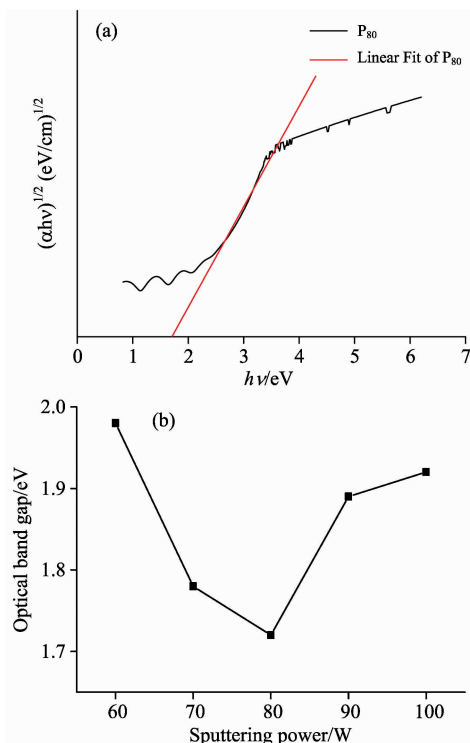 (a)
P80
Linear Fit of P80
(αhν)1/2 (eV/cm)1/2
0 1 2 3 4 5 6 7
hν/eV
(b)
2.0
1.9
1.8
1.7
Optical band gap/eV
60 70 80 90 100
Sputtering power/W